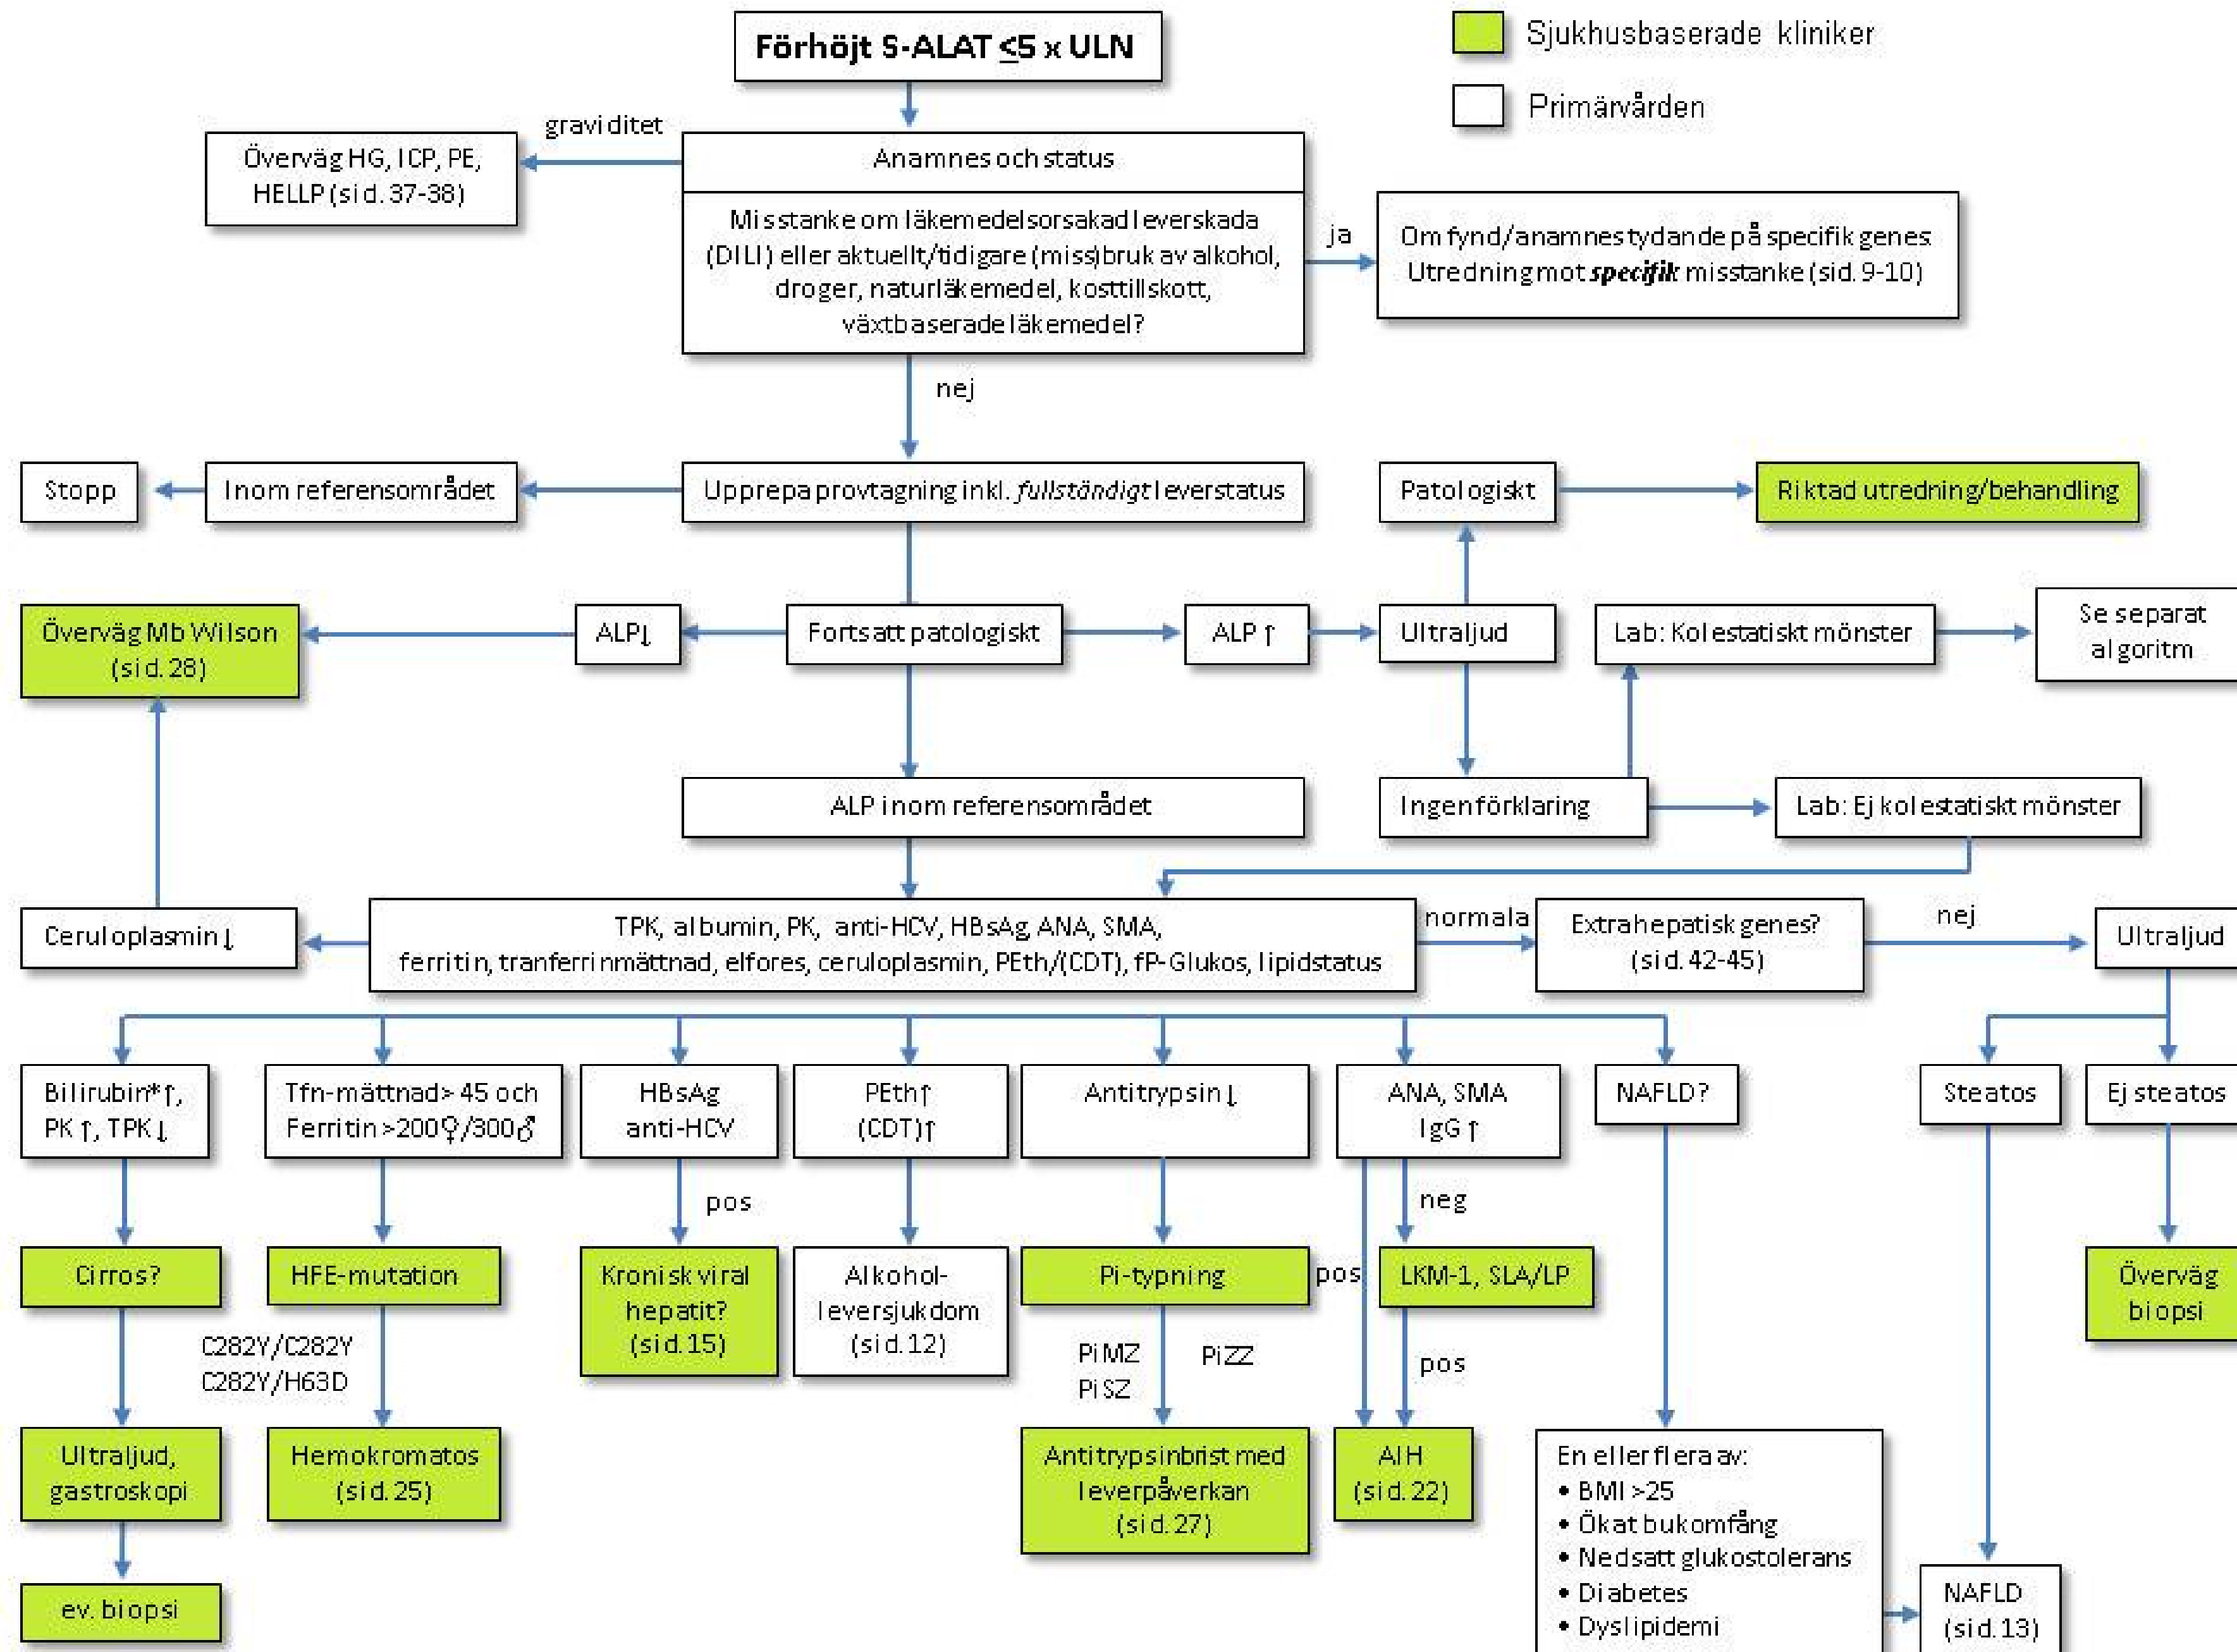 Förhöjt S-ALAT ≤5 x ULN
Sjukhusbaserade kliniker
Primärvården
graviditet
Överväg HG, ICP, PE,
HELLP (sid. 37-38)
Anamnes och status
Misstanke om läkemedelsorsakad leverskada
(DILI) eller aktuellt/tidigare (miss)bruk av alkohol,
droger, naturläkemedel, kosttillskott,
växtbaserade läkemedel?
ja
Om fynd/anamnes tydande på specifik genes.
Utredning mot specifik misstanke (sid. 9-10)
nej
Stopp
Inom referensområdet
Upprepa provtagning inkl. fullständigt leverstatus
Patologiskt
Riktad utredning/behandling
Överväg Mb Wilson
(sid. 28)
ALP↓
Fortsatt patologiskt
ALP ↑
Ultraljud
Lab: Kolestatiskt mönster
Se separat
algoritm
ALP inom referensområdet
Ingen förklaring
Lab: Ej kolestatiskt mönster
Ceruloplasmin↓
TPK, albumin, PK, anti-HCV, HBsAg, ANA, SMA,
ferritin, tranferrinmättnad, elfores, ceruloplasmin, PEth/(CDT), fP-Glukos, lipidstatus
normala
Extrahepatisk genes?
(sid. 42-45)
nej
Ultraljud
Bilirubin*↑,
PK ↑, TPK↓
Tfn-mättnad> 45 och
Ferritin >200♀/300♂
HBsAg
anti-HCV
PEth↑
(CDT)↑
Antitrypsin↓
ANA, SMA
IgG ↑
NAFLD?
Steatos
Ej steatos
pos
neg
Cirros?
HFE-mutation
Kronisk viral
hepatit?
(sid. 15)
Alkohol-
leversjukdom
(sid. 12)
Pi-typning
pos
LKM-1, SLA/LP
Överväg
biopsi
C282Y/C282Y
C282Y/H63D
PiMZ
PiSZ
PiZZ
pos
Ultraljud,
gastroskopi
Hemokromatos
(sid. 25)
Antitrypsinbrist med
leverpåverkan
(sid. 27)
AIH
(sid. 22)
En eller flera av:
• BMI >25
• Ökat bukomfång
• Nedsatt glukostolerans
• Diabetes
• Dyslipidemi
ev. biopsi
NAFLD
(sid. 13)